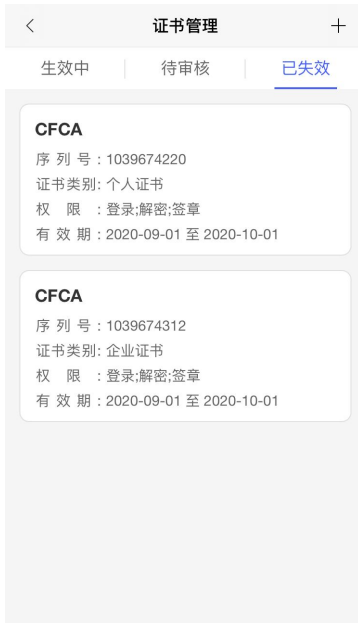 证书管理
生效中 待审核 已失效
CFCA
序列号:1039674220
证书类别:个人证书
权限:登录;解密;签章
有效期:2020-09-01 至 2020-10-01
CFCA
序列号:1039674312
证书类别:企业证书
权限:登录;解密;签章
有效期:2020-09-01 至 2020-10-01